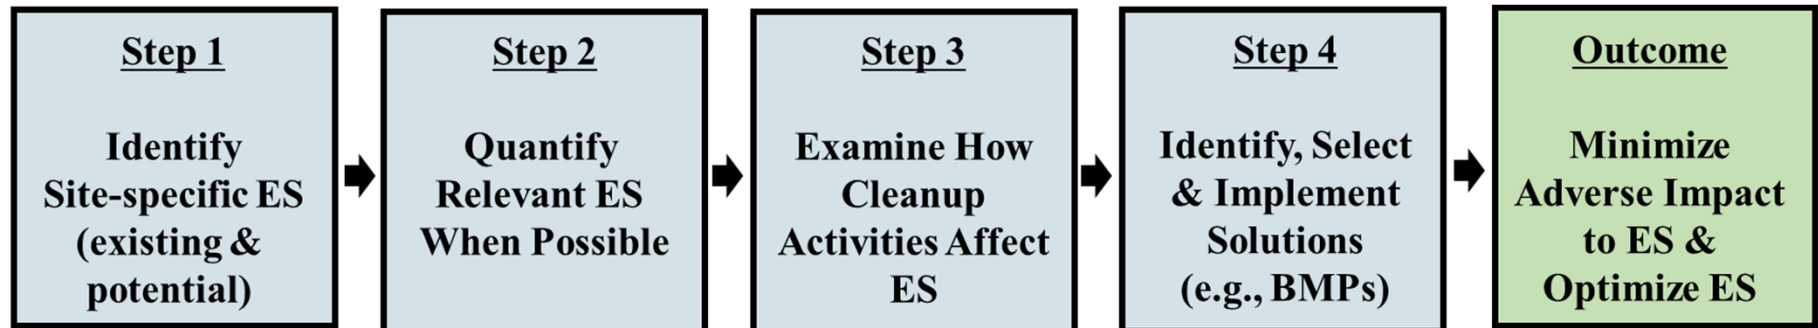 Step 1
Identify
Site-specific ES
(existing &
potential)
Step 2
Quantify
Relevant ES
When Possible
Step 3
Examine How
Cleanup
Activities Affect
ES
Step 4
Identify, Select
& Implement
Solutions
(e.g., BMPs)
Outcome
Minimize
Adverse Impact
to ES &
Optimize ES